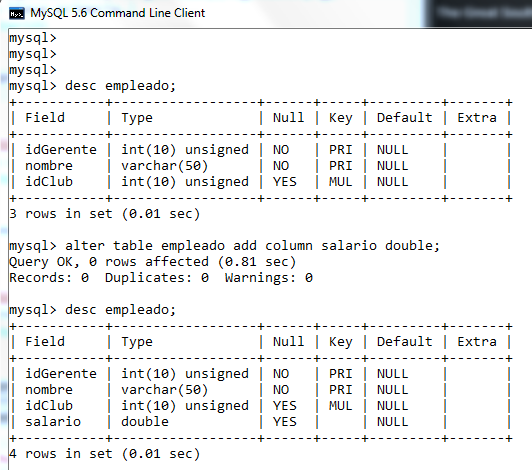 MySQL 5.6 Command Line Client
mysql>
mysql>
mysql>
mysql> desc empleado;
+-----------+------------------+------+-----+---------+-------+
| Field     | Type             | Null | Key | Default | Extra |
+-----------+------------------+------+-----+---------+-------+
| idGerente | int(10) unsigned | NO   | PRI | NULL    |       |
| nombre    | varchar(50)      | NO   | PRI | NULL    |       |
| idClub    | int(10) unsigned | YES  | MUL | NULL    |       |
+-----------+------------------+------+-----+---------+-------+
3 rows in set (0.01 sec)
mysql> alter table empleado add column salario double;
Query OK, 0 rows affected (0.81 sec)
Records: 0  Duplicates: 0  Warnings: 0
mysql> desc empleado;
+-----------+------------------+------+-----+---------+-------+
| Field     | Type             | Null | Key | Default | Extra |
+-----------+------------------+------+-----+---------+-------+
| idGerente | int(10) unsigned | NO   | PRI | NULL    |       |
| nombre    | varchar(50)      | NO   | PRI | NULL    |       |
| idClub    | int(10) unsigned | YES  | MUL | NULL    |       |
| salario   | double           | YES  |     | NULL    |       |
+-----------+------------------+------+-----+---------+-------+
4 rows in set (0.01 sec)